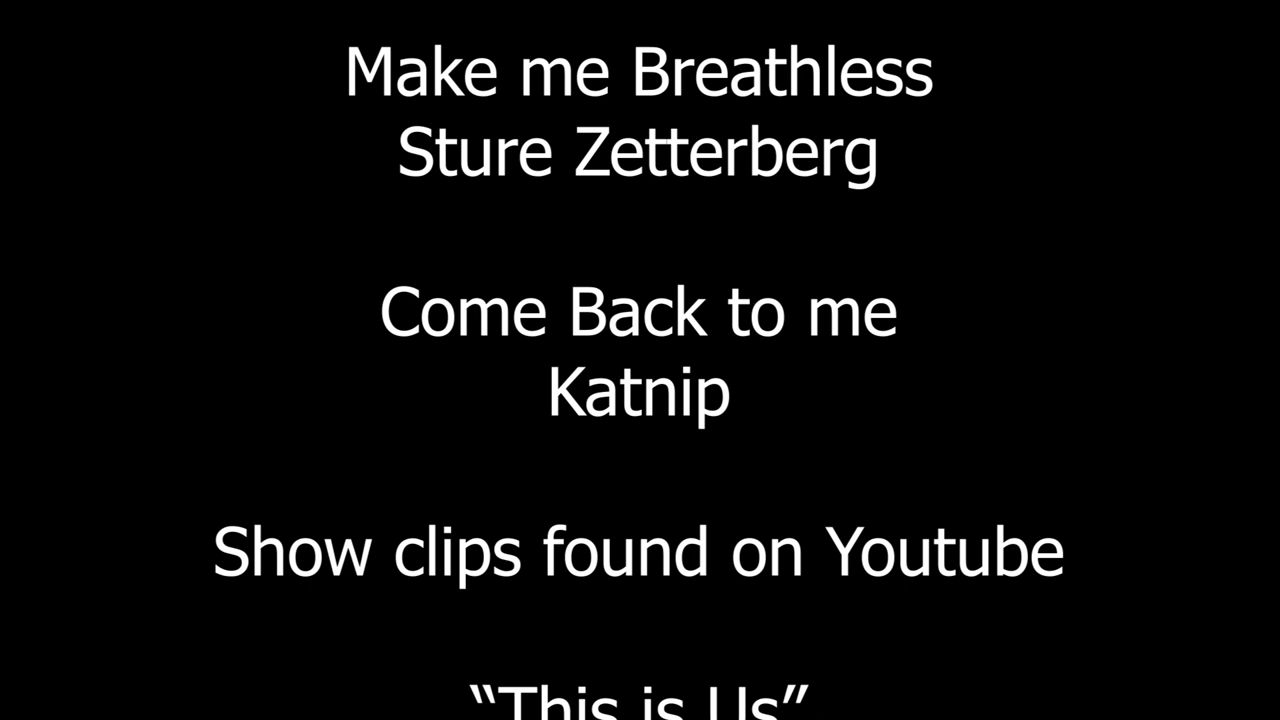 Make me Breathless
Sture Zetterberg
Come Back to me
Katnip
Show clips found on Youtube
“This is Us”